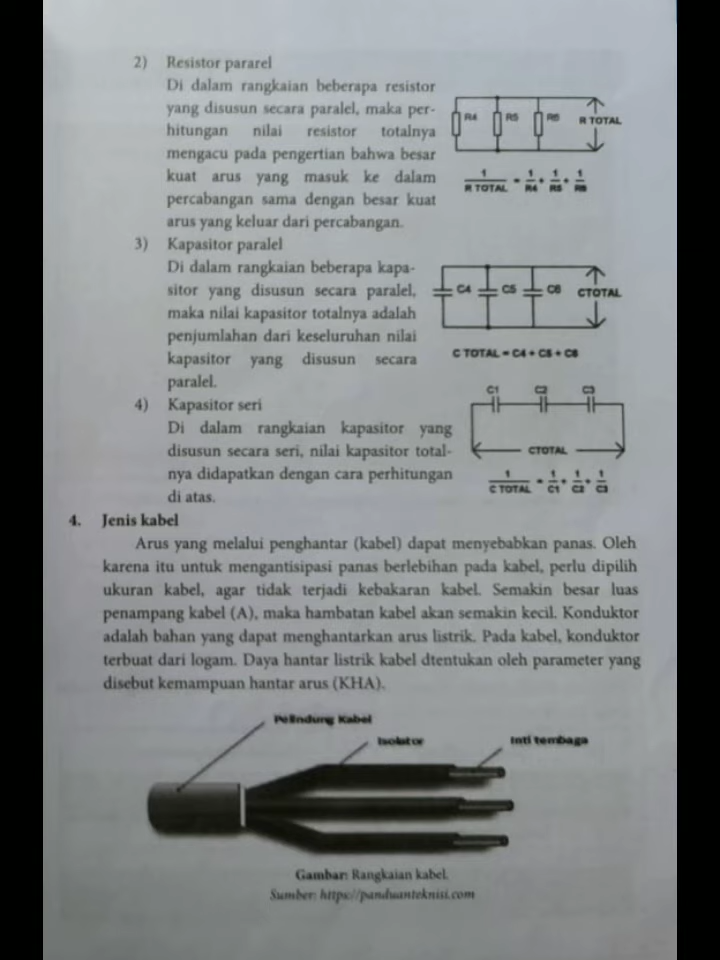 2) Resistor pararel
Di dalam rangkaian beberapa resistor
yang disusun secara paralel, maka per-
hitungan nilai resistor totalnya
mengacu pada pengertian bahwa besar
kuat arus yang masuk ke dalam
percabangan sama dengan besar kuat
arus yang keluar dari percabangan.
R4 R5 R6 R TOTAL
1/R TOTAL = 1/R4 + 1/R5 + 1/R6
3) Kapasitor paralel
Di dalam rangkaian beberapa kapa-
sitor yang disusun secara paralel,
maka nilai kapasitor totalnya adalah
penjumlahan dari keseluruhan nilai
kapasitor yang disusun secara
paralel.
C4 C5 C6 CTOTAL
C TOTAL = C4 + C5 + C6
4) Kapasitor seri
Di dalam rangkaian kapasitor yang
disusun secara seri, nilai kapasitor total-
nya didapatkan dengan cara perhitungan
di atas.
C1 C2 C3
CTOTAL
1/C TOTAL = 1/C1 + 1/C2 + 1/C3
4. Jenis kabel
Arus yang melalui penghantar (kabel) dapat menyebabkan panas. Oleh
karena itu untuk mengantisipasi panas berlebihan pada kabel, perlu dipilih
ukuran kabel, agar tidak terjadi kebakaran kabel. Semakin besar luas
penampang kabel (A), maka hambatan kabel akan semakin kecil. Konduktor
adalah bahan yang dapat menghantarkan arus listrik. Pada kabel, konduktor
terbuat dari logam. Daya hantar listrik kabel dtentukan oleh parameter yang
disebut kemampuan hantar arus (KHA).
Pelindung Kabel
Isolator
Inti tembaga
Gambar: Rangkaian kabel.
Sumber: https://panduanteknisi.com